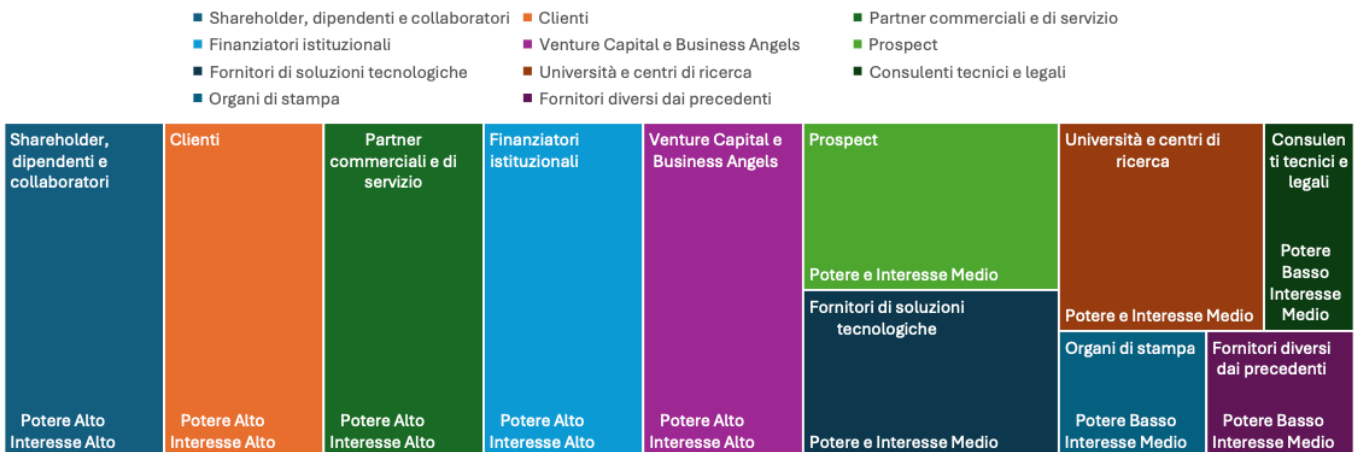 Shareholder, dipendenti e collaboratori
Clienti
Partner commerciali e di servizio
Finanziatori istituzionali
Venture Capital e Business Angels
Prospect
Fornitori di soluzioni tecnologiche
Università e centri di ricerca
Consulenti tecnici e legali
Organi di stampa
Fornitori diversi dai precedenti
Shareholder,
dipendenti e
collaboratori
Potere Alto
Interesse Alto
Clienti
Potere Alto
Interesse Alto
Partner
commerciali e di
servizio
Potere Alto
Interesse Alto
Finanziatori
istituzionali
Potere Alto
Interesse Alto
Venture Capital e
Business Angels
Potere Alto
Interesse Alto
Prospect
Potere e Interesse Medio
Fornitori di soluzioni
tecnologiche
Potere e Interesse Medio
Università e centri di
ricerca
Potere e Interesse Medio
Consulen
ti tecnici e
legali
Potere
Basso
Interesse
Medio
Organi di stampa
Potere Basso
Interesse Medio
Fornitori diversi
dai precedenti
Potere Basso
Interesse Medio